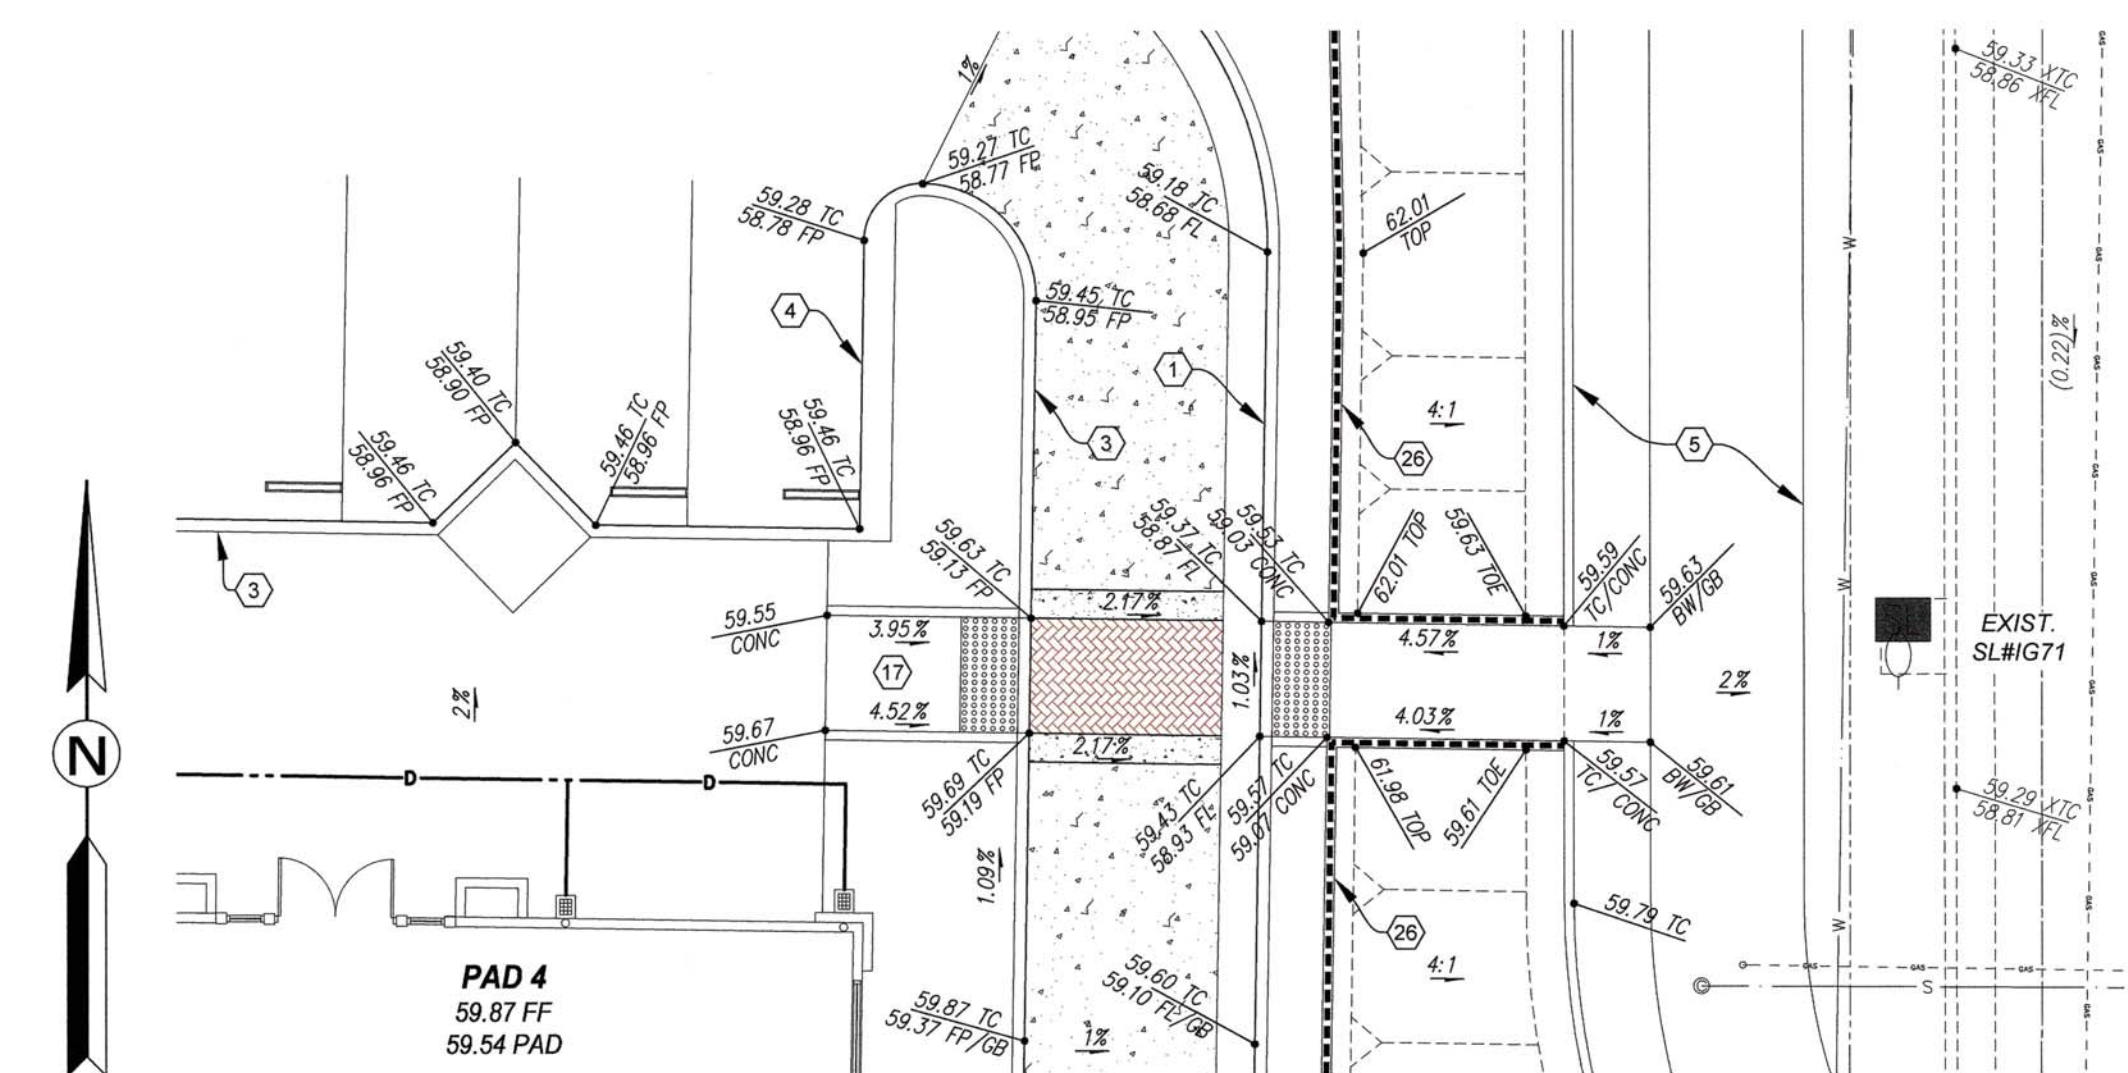 59.33 XTC
58.86 XFL
1%
59.27 TC
58.77 FP
59.28 TC
58.78 FP
59.18 TC
58.68 FL
62.01
TOP
W
GAS
59.45 TC
58.95 FP
4
(0.22)%
1
59.40 TC
58.90 FP
59.46 TC
58.96 FP
59.46 TC
58.96 FP
59.46 TC
58.96 FP
3
4:1
26
5
3
59.63 TC
59.13 FP
59.37 TC
58.87 FL
59.53 TC
59.03 CONC
62.01 TOP
59.63 TOE
59.59
TC/CONC
59.63
BW/GB
W
59.55
CONC
3.95%
2.17%
4.57%
1%
EXIST.
SL#IG71
SL
17
2%
1.03%
2%
4.52%
4.03%
1%
59.67
CONC
2.17%
N
D
D
59.69 TC
59.19 FP
59.43 TC
58.93 FL
59.57 TC
59.07 CONC
61.98 TOP
59.61 TOE
59.57
TC/ CONC
59.61
BW/GB
59.29 XTC
58.81 XFL
1.09%
59.79 TC
26
W
PAD 4
59.87 FF
59.54 PAD
59.87 TC
59.37 FP/GB
59.60 TC
59.10 FL/GB
1%
4:1
GAS
GAS
GAS
S